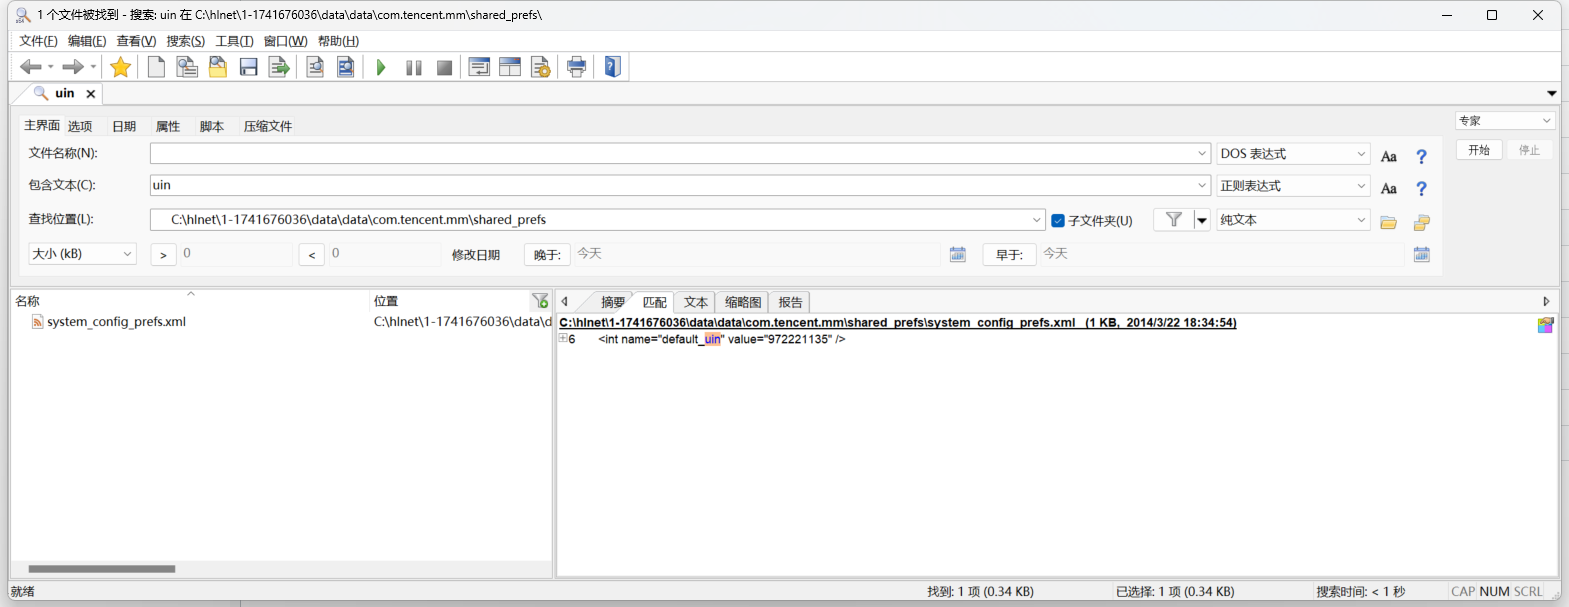 1 个文件被找到 - 搜索: uin 在 C:\hlnet\1-1741676036\data\data\com.tencent.mm\shared_prefs\
文件(F) 编辑(E) 查看(V) 搜索(S) 工具(T) 窗口(W) 帮助(H)
uin
主界面 选项 日期 属性 脚本 压缩文件
专家
文件名称(N): DOS 表达式 Aa ?
开始 停止
包含文本(C): uin 正则表达式 Aa ?
查找位置(L): C:\hlnet\1-1741676036\data\data\com.tencent.mm\shared_prefs 子文件夹(U) 纯文本
大小 (kB) > 0 < 0 修改日期 晚于: 今天 早于: 今天
名称 位置
system_config_prefs.xml C:\hlnet\1-1741676036\data\d
摘要 匹配 文本 缩略图 报告
C:\hlnet\1-1741676036\data\data\com.tencent.mm\shared_prefs\system_config_prefs.xml (1 KB, 2014/3/22 18:34:54)
6 <int name="default_uin" value="972221135" />
就绪 找到: 1 项 (0.34 KB) 已选择: 1 项 (0.34 KB) 搜索时间: < 1 秒 CAP NUM SCRL